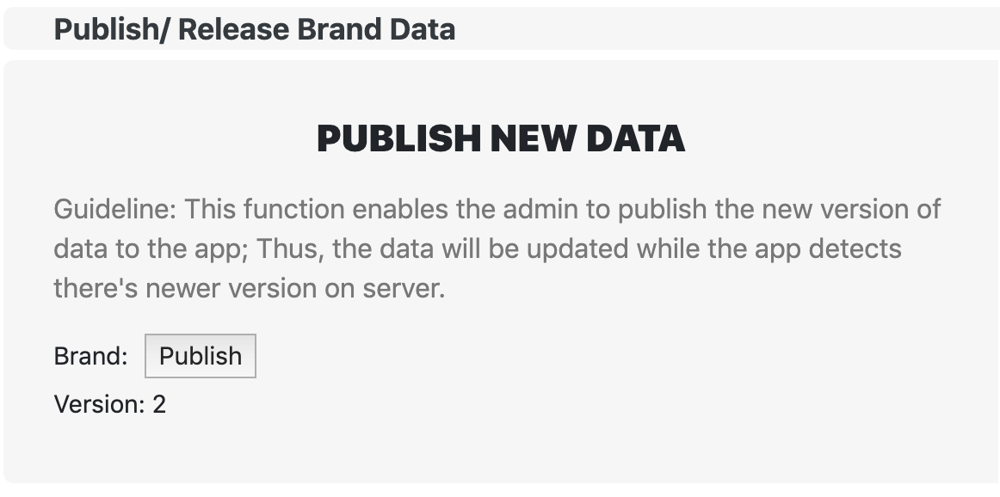 Publish/ Release Brand Data
PUBLISH NEW DATA
Guideline: This function enables the admin to publish the new version of
data to the app; Thus, the data will be updated while the app detects
there's newer version on server.
Brand: Publish
Version: 2